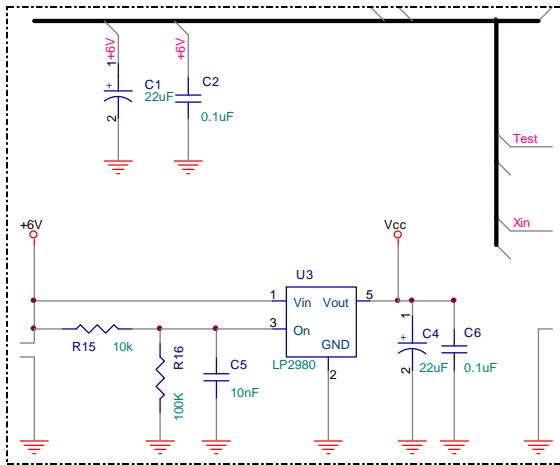 +6V
+6V
1
+
C1
22uF
2
C2
0.1uF
Test
Xin
+6V
Vcc
U3
1
Vin
Vout
5
3
On
GND
LP2980
2
R15
10k
R16
100K
C5
10nF
1
+
C4
22uF
2
C6
0.1uF